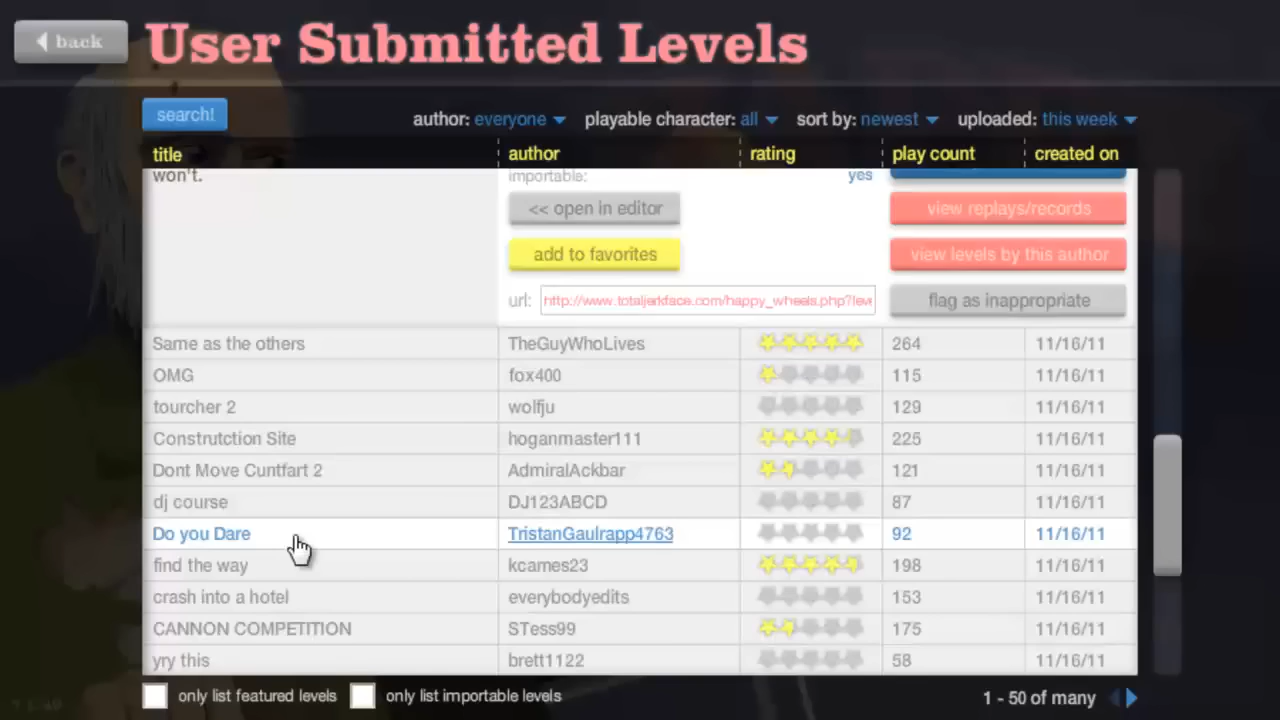 back
User Submitted Levels
search!
author: everyone playable character: all sort by: newest uploaded: this week
title author rating play count created on
won't. importable: yes
<< open in editor view replays/records
add to favorites view levels by this author
url: http://www.totaljerkface.com/happy_wheels.php?leve flag as inappropriate
Same as the others TheGuyWhoLives 264 11/16/11
OMG fox400 115 11/16/11
tourcher 2 wolfju 129 11/16/11
Construtction Site hoganmaster111 225 11/16/11
Dont Move Cuntfart 2 AdmiralAckbar 121 11/16/11
dj course DJ123ABCD 87 11/16/11
Do you Dare TristanGaulrapp4763 92 11/16/11
find the way kcames23 198 11/16/11
crash into a hotel everybodyedits 153 11/16/11
CANNON COMPETITION STess99 175 11/16/11
yry this brett1122 58 11/16/11
only list featured levels only list importable levels 1 - 50 of many